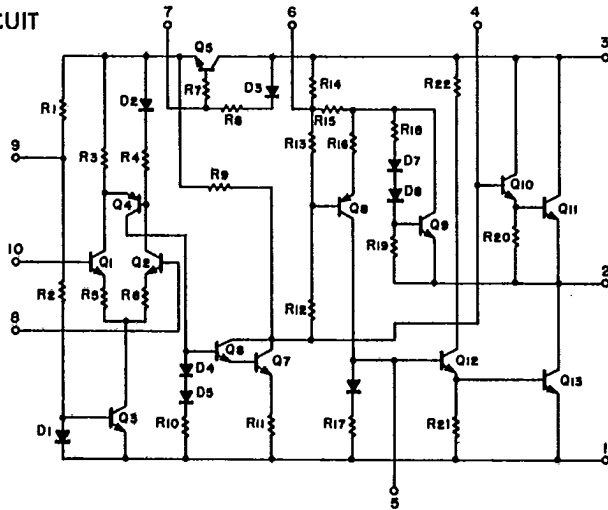 CUIT
7 6 4
Q5 3
R1 R7 D3 R14 R22
D2 R8 R15 R18
9 R3 R4 R13 R16 D7
R9 D8 Q10 Q11
Q4 Q8 Q9 R20
10 R19
R2 Q1 Q2 2
R5 R6 R12
8
Q6 Q7 Q12
D4 Q13
D1 Q3 D5
R10 R11 R17 R21
1
5